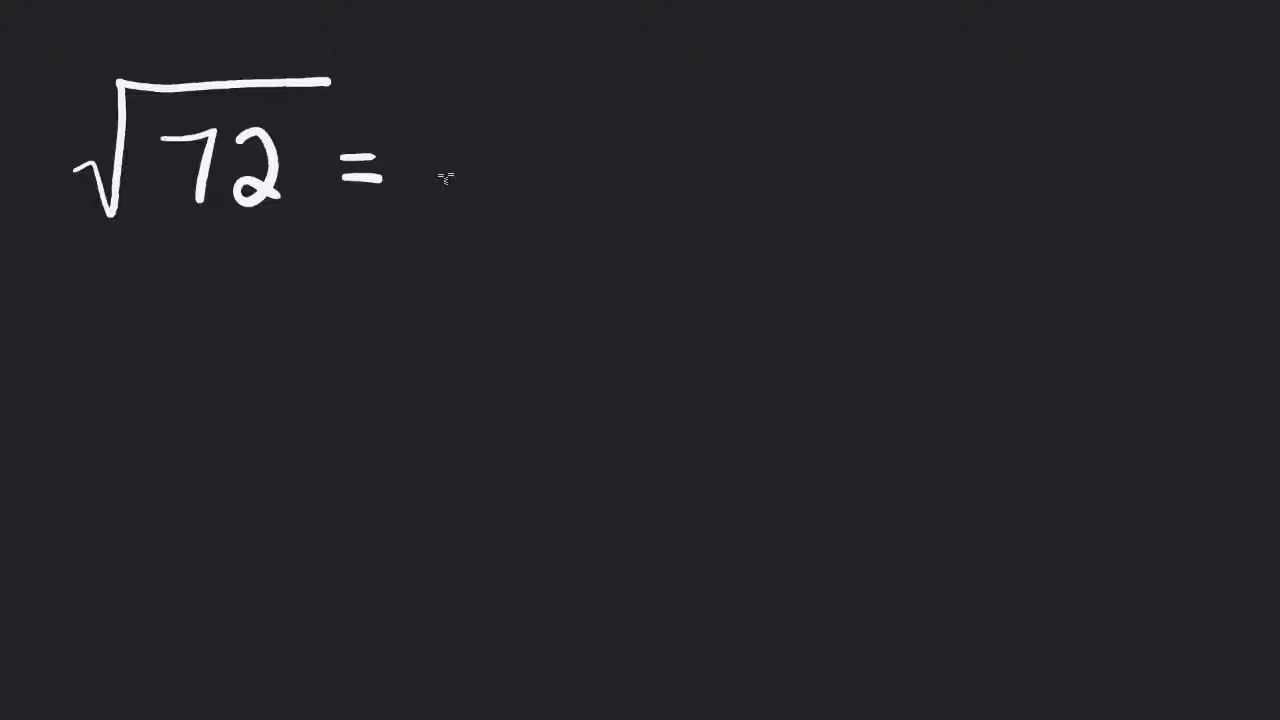 √72 =